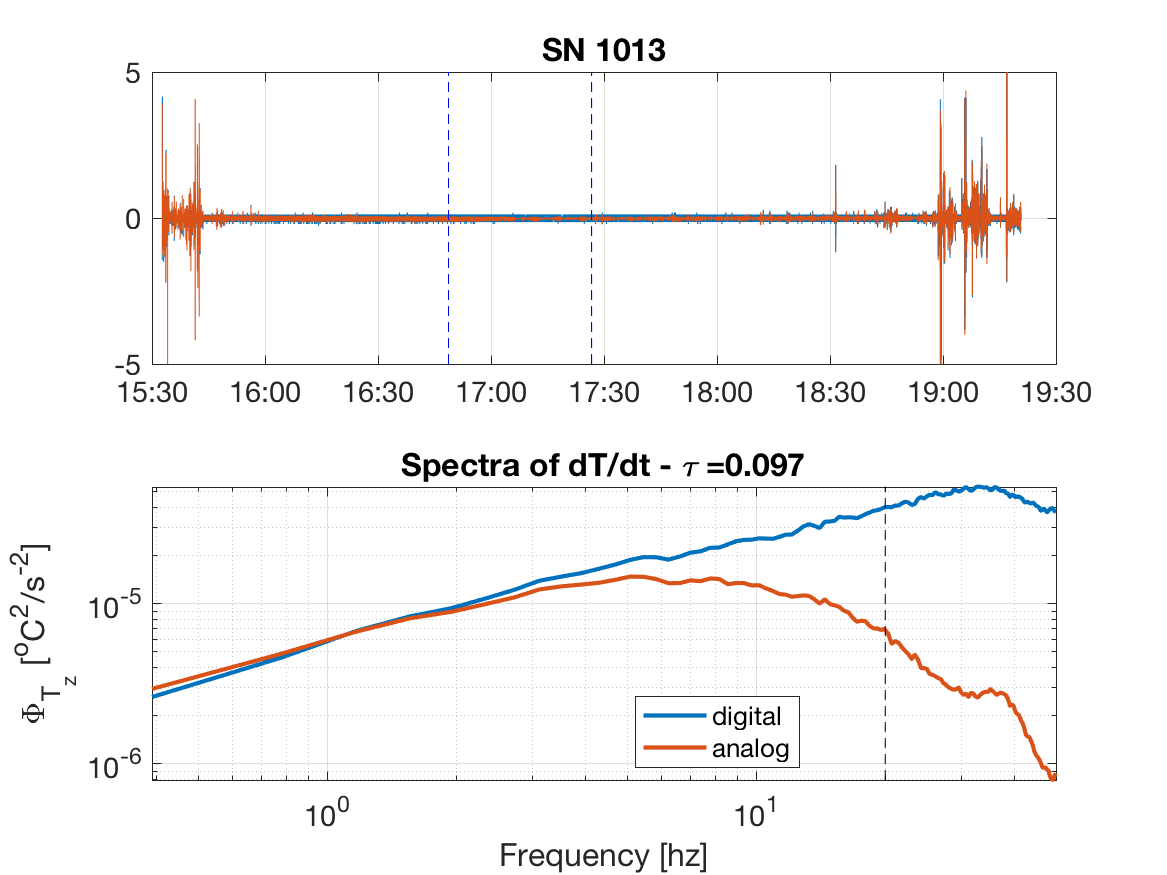 SN 1013
5
0
-5
15:30 16:00 16:30 17:00 17:30 18:00 18:30 19:00 19:30
Spectra of dT/dt - τ =0.097
Φ_{T_z} [°C²/s⁻²]
10⁻⁵
10⁻⁶
digital
analog
10⁰ 10¹
Frequency [hz]